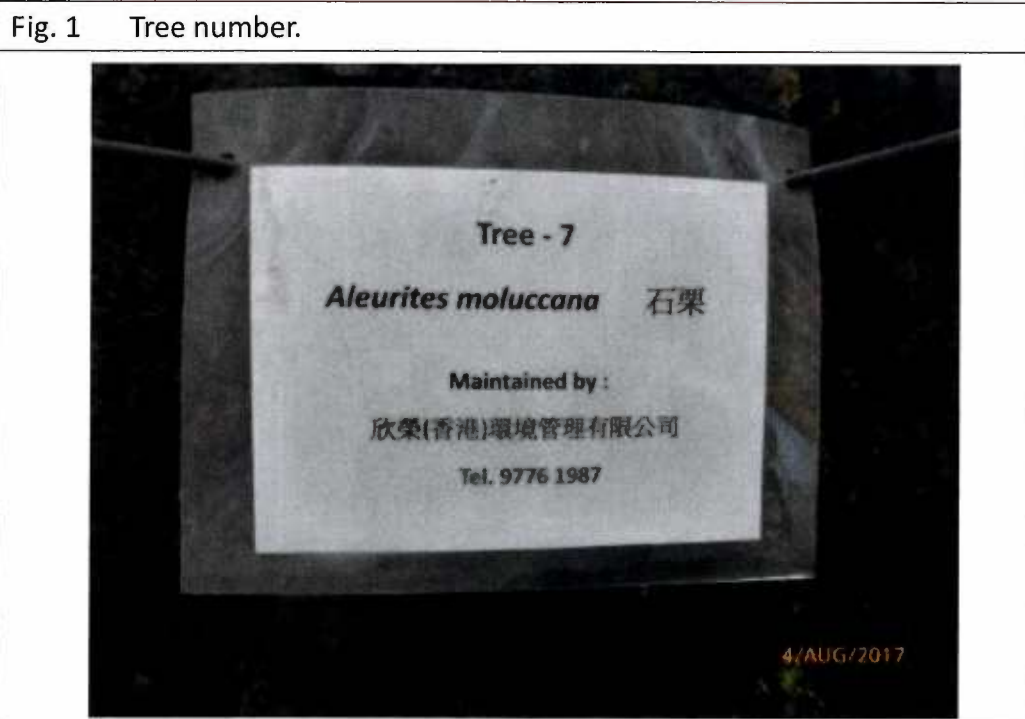 Fig. 1 Tree number.
Tree - 7
Aleurites moluccana 石栗
Maintained by :
欣榮(香港)環境管理有限公司
Tel. 9776 1987
4/AUG/2017